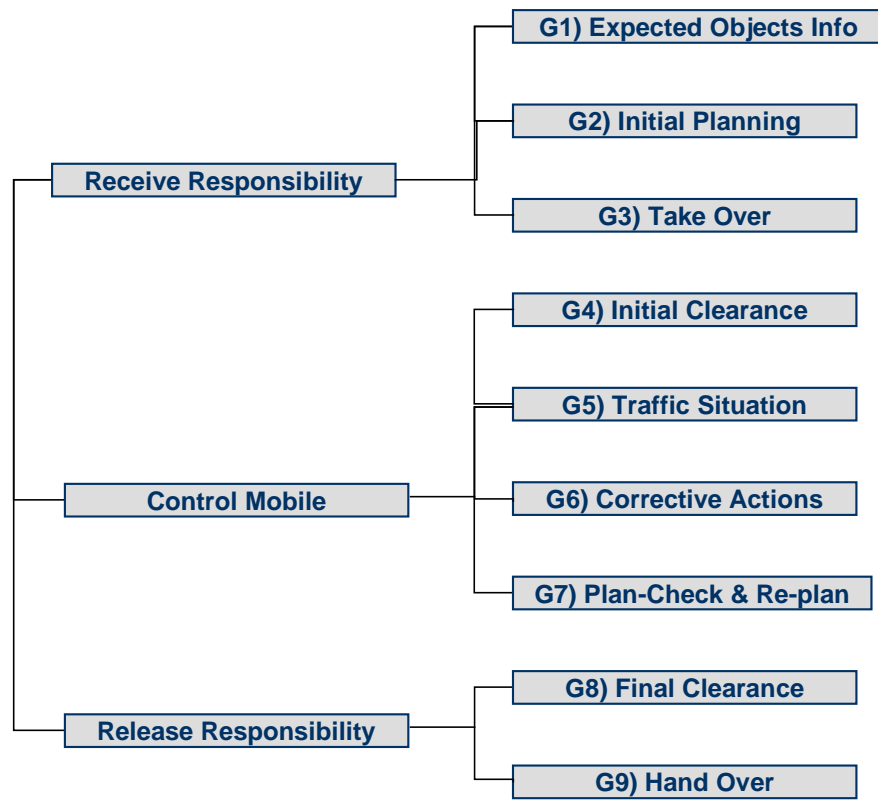 G1) Expected Objects Info
G2) Initial Planning
Receive Responsibility
G3) Take Over
G4) Initial Clearance
G5) Traffic Situation
Control Mobile
G6) Corrective Actions
G7) Plan-Check & Re-plan
G8) Final Clearance
Release Responsibility
G9) Hand Over